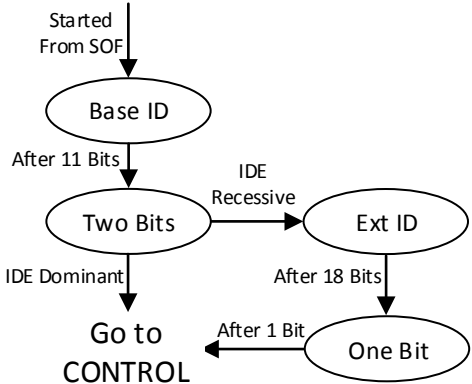 Started
From SOF
Base ID
After 11 Bits
IDE
Recessive
Two Bits
Ext ID
IDE Dominant
After 18 Bits
Go to
CONTROL
After 1 Bit
One Bit